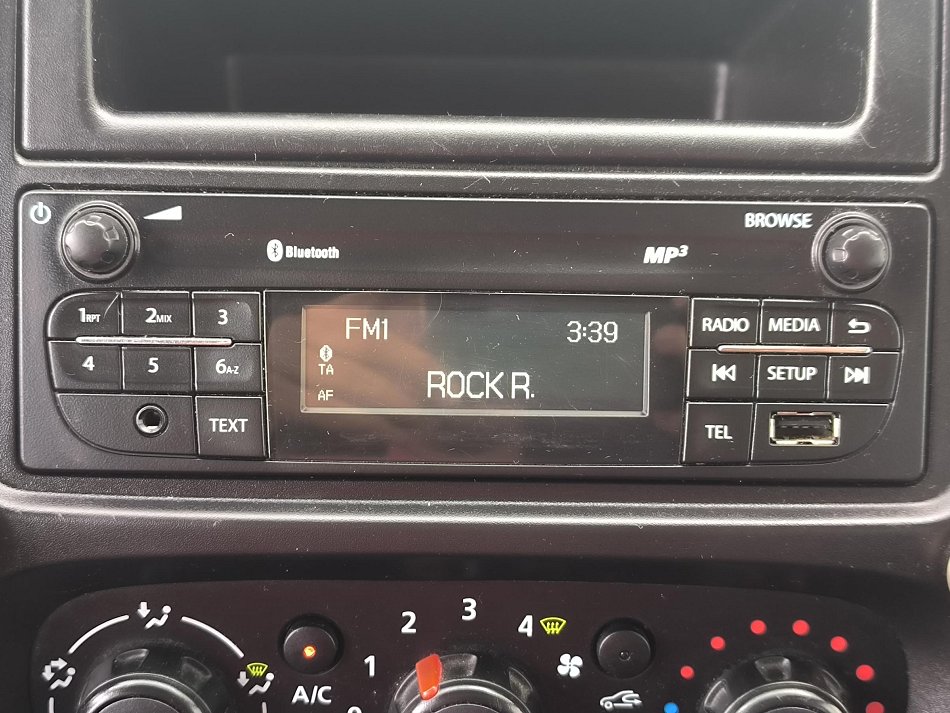 BROWSE
Bluetooth
MP3
1RPT
2MIX
3
4
5
6A-Z
TEXT
FM1
3:39
TA
AF
ROCK R.
RADIO
MEDIA
SETUP
TEL
A/C
1
2
3
4